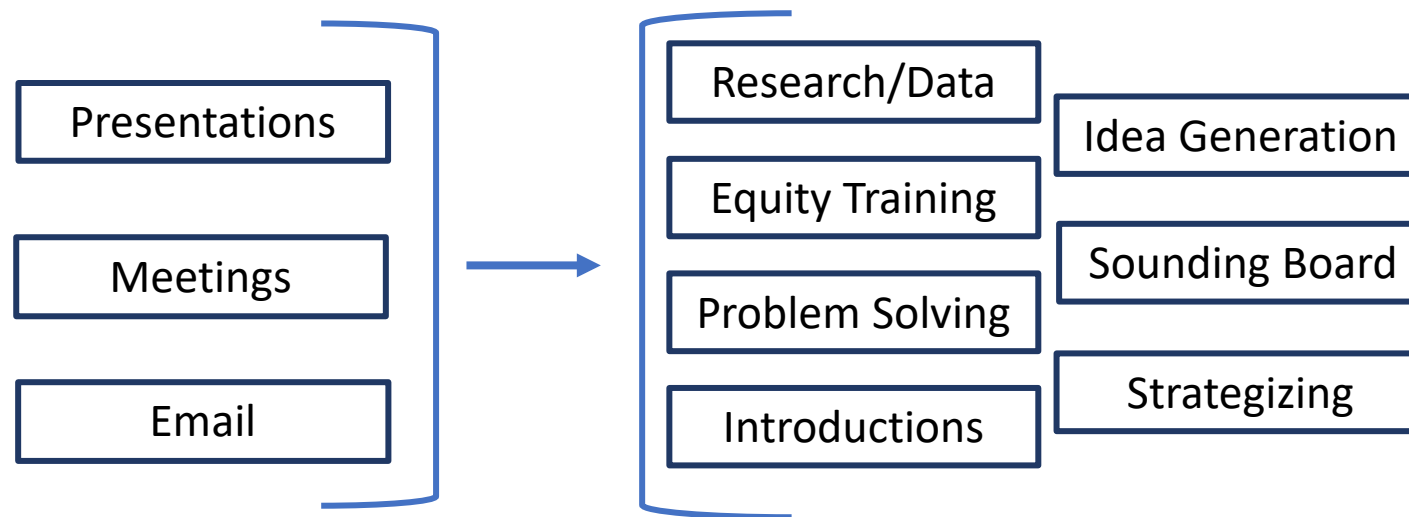 Presentations
Meetings
Email
Research/Data
Equity Training
Problem Solving
Introductions
Idea Generation
Sounding Board
Strategizing